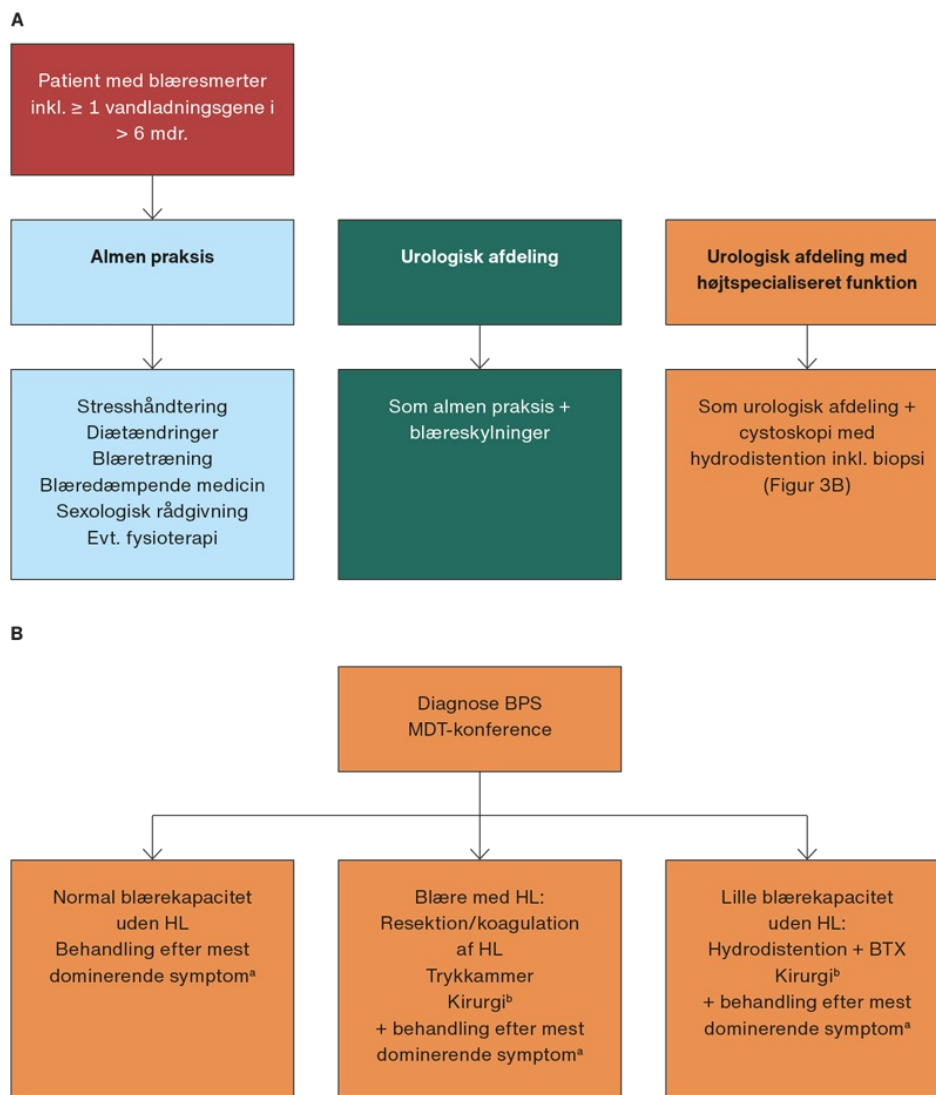 A
Patient med blæresmerter
inkl. ≥ 1 vandladningsgene i
> 6 mdr.
Almen praksis
Urologisk afdeling
Urologisk afdeling med
højtspecialiseret funktion
Stresshåndtering
Diætændringer
Blæretræning
Blæredæmpende medicin
Sexologisk rådgivning
Evt. fysioterapi
Som almen praksis +
blæreskylninger
Som urologisk afdeling +
cystoskopi med
hydrodistention inkl. biopsi
(Figur 3B)
B
Diagnose BPS
MDT-konference
Normal blærekapacitet
uden HL
Behandling efter mest
dominerende symptomᵃ
Blære med HL:
Resektion/koagulation
af HL
Trykkammer
Kirurgiᵇ
+ behandling efter mest
dominerende symptomᵃ
Lille blærekapacitet
uden HL:
Hydrodistention + BTX
Kirurgiᵇ
+ behandling efter mest
dominerende symptomᵃ